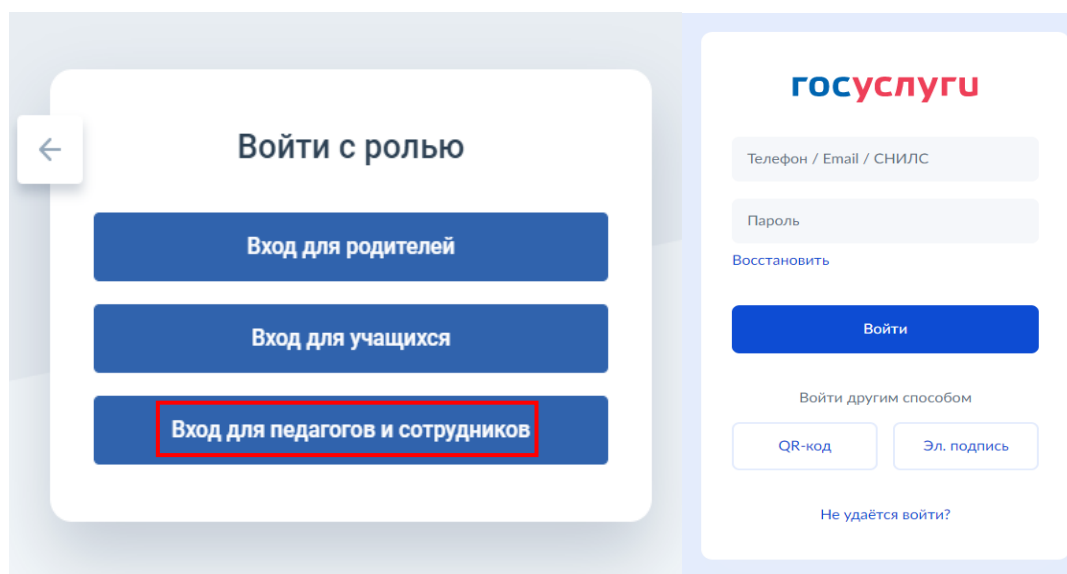 Войти с ролью
Вход для родителей
Вход для учащихся
Вход для педагогов и сотрудников
госуслуги
Телефон / Email / СНИЛС
Пароль
Восстановить
Войти
Войти другим способом
QR-код
Эл. подпись
Не удаётся войти?